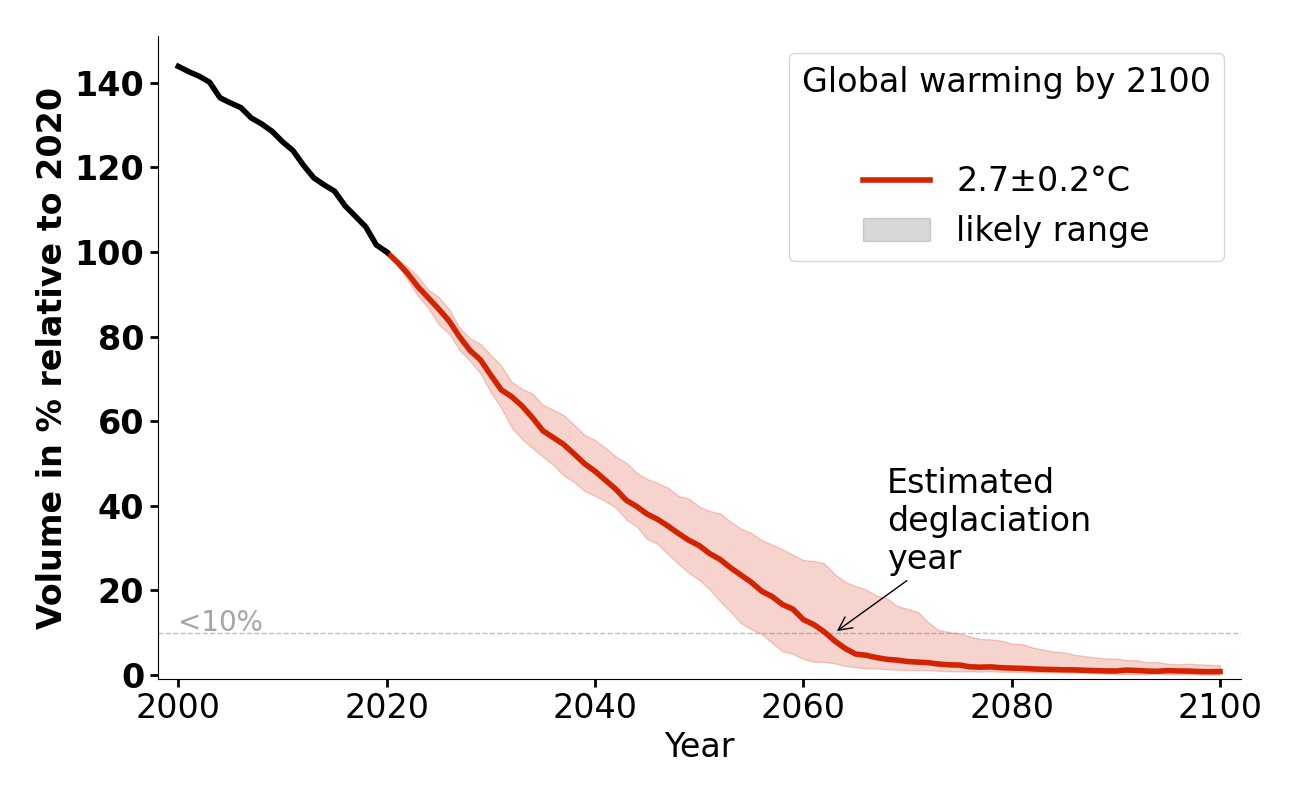 Volume in % relative to 2020
140
120
100
80
60
40
20
0
<10%
Global warming by 2100
2.7±0.2°C
likely range
Estimated
deglaciation
year
2000
2020
2040
2060
2080
2100
Year